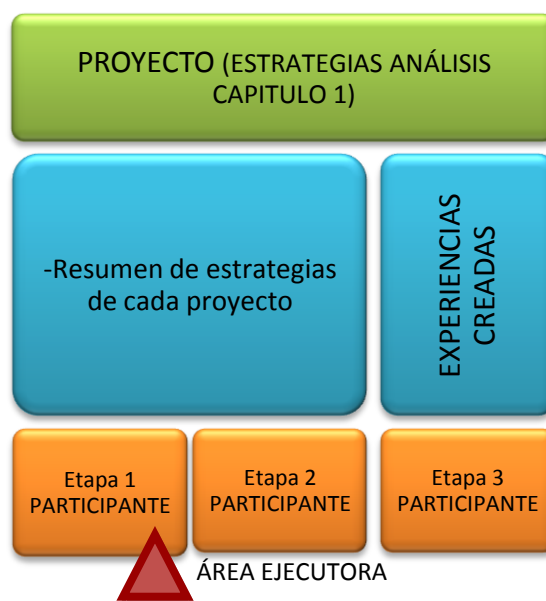 PROYECTO (ESTRATEGIAS ANÁLISIS
CAPITULO 1)
-Resumen de estrategias
de cada proyecto
EXPERIENCIAS
CREADAS
Etapa 1
PARTICIPANTE
Etapa 2
PARTICIPANTE
Etapa 3
PARTICIPANTE
ÁREA EJECUTORA